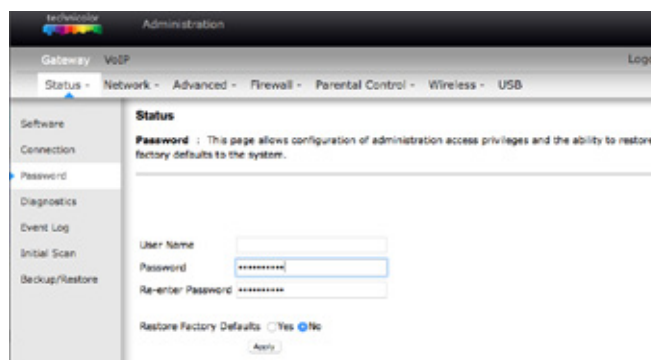 technicolor
Administration
Gateway VoIP
Status - Network - Advanced - Firewall - Parental Control - Wireless - USB
Software
Connection
Password
Diagnostics
Event Log
Initial Scan
Backup/Restore
Status
Password : This page allows configuration of administration access privileges and the ability to restore
factory defaults to the system.
User Name
Password ••••••••••
Re-enter Password ••••••••••
Restore Factory Defaults Yes No
Apply